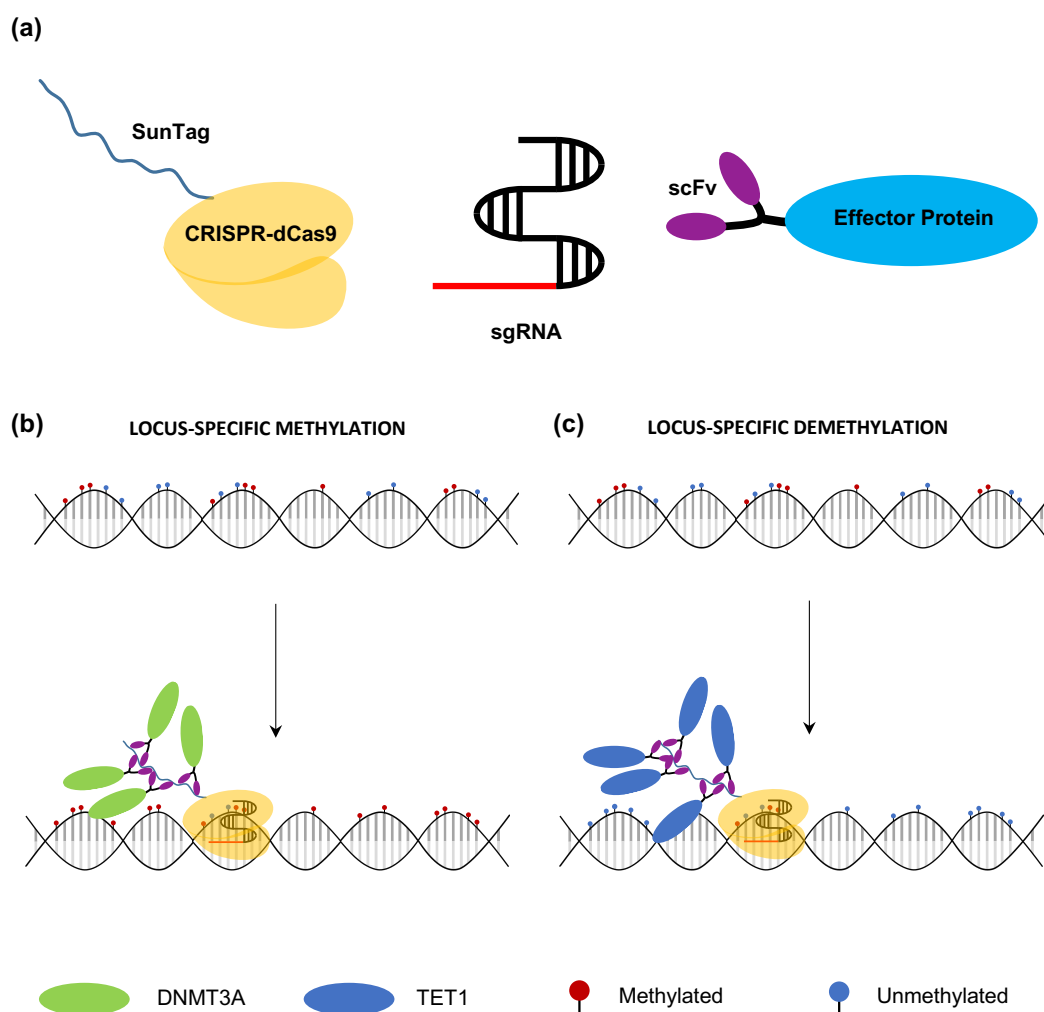 (a)
SunTag
CRISPR-dCas9
sgRNA
scFv
Effector Protein
(b)
LOCUS-SPECIFIC METHYLATION
(c)
LOCUS-SPECIFIC DEMETHYLATION
DNMT3A
TET1
Methylated
Unmethylated